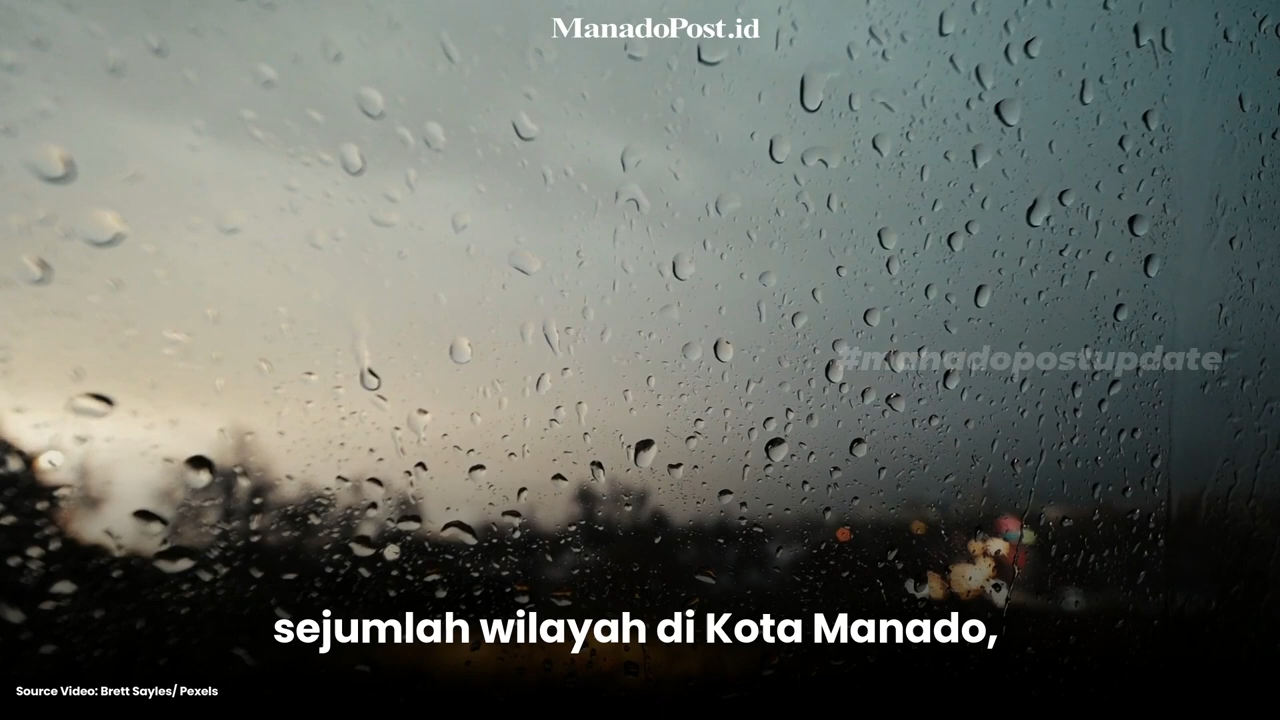 ManadoPost.id
#manadopostupdate
sejumlah wilayah di Kota Manado,
Source Video: Brett Sayles/ Pexels